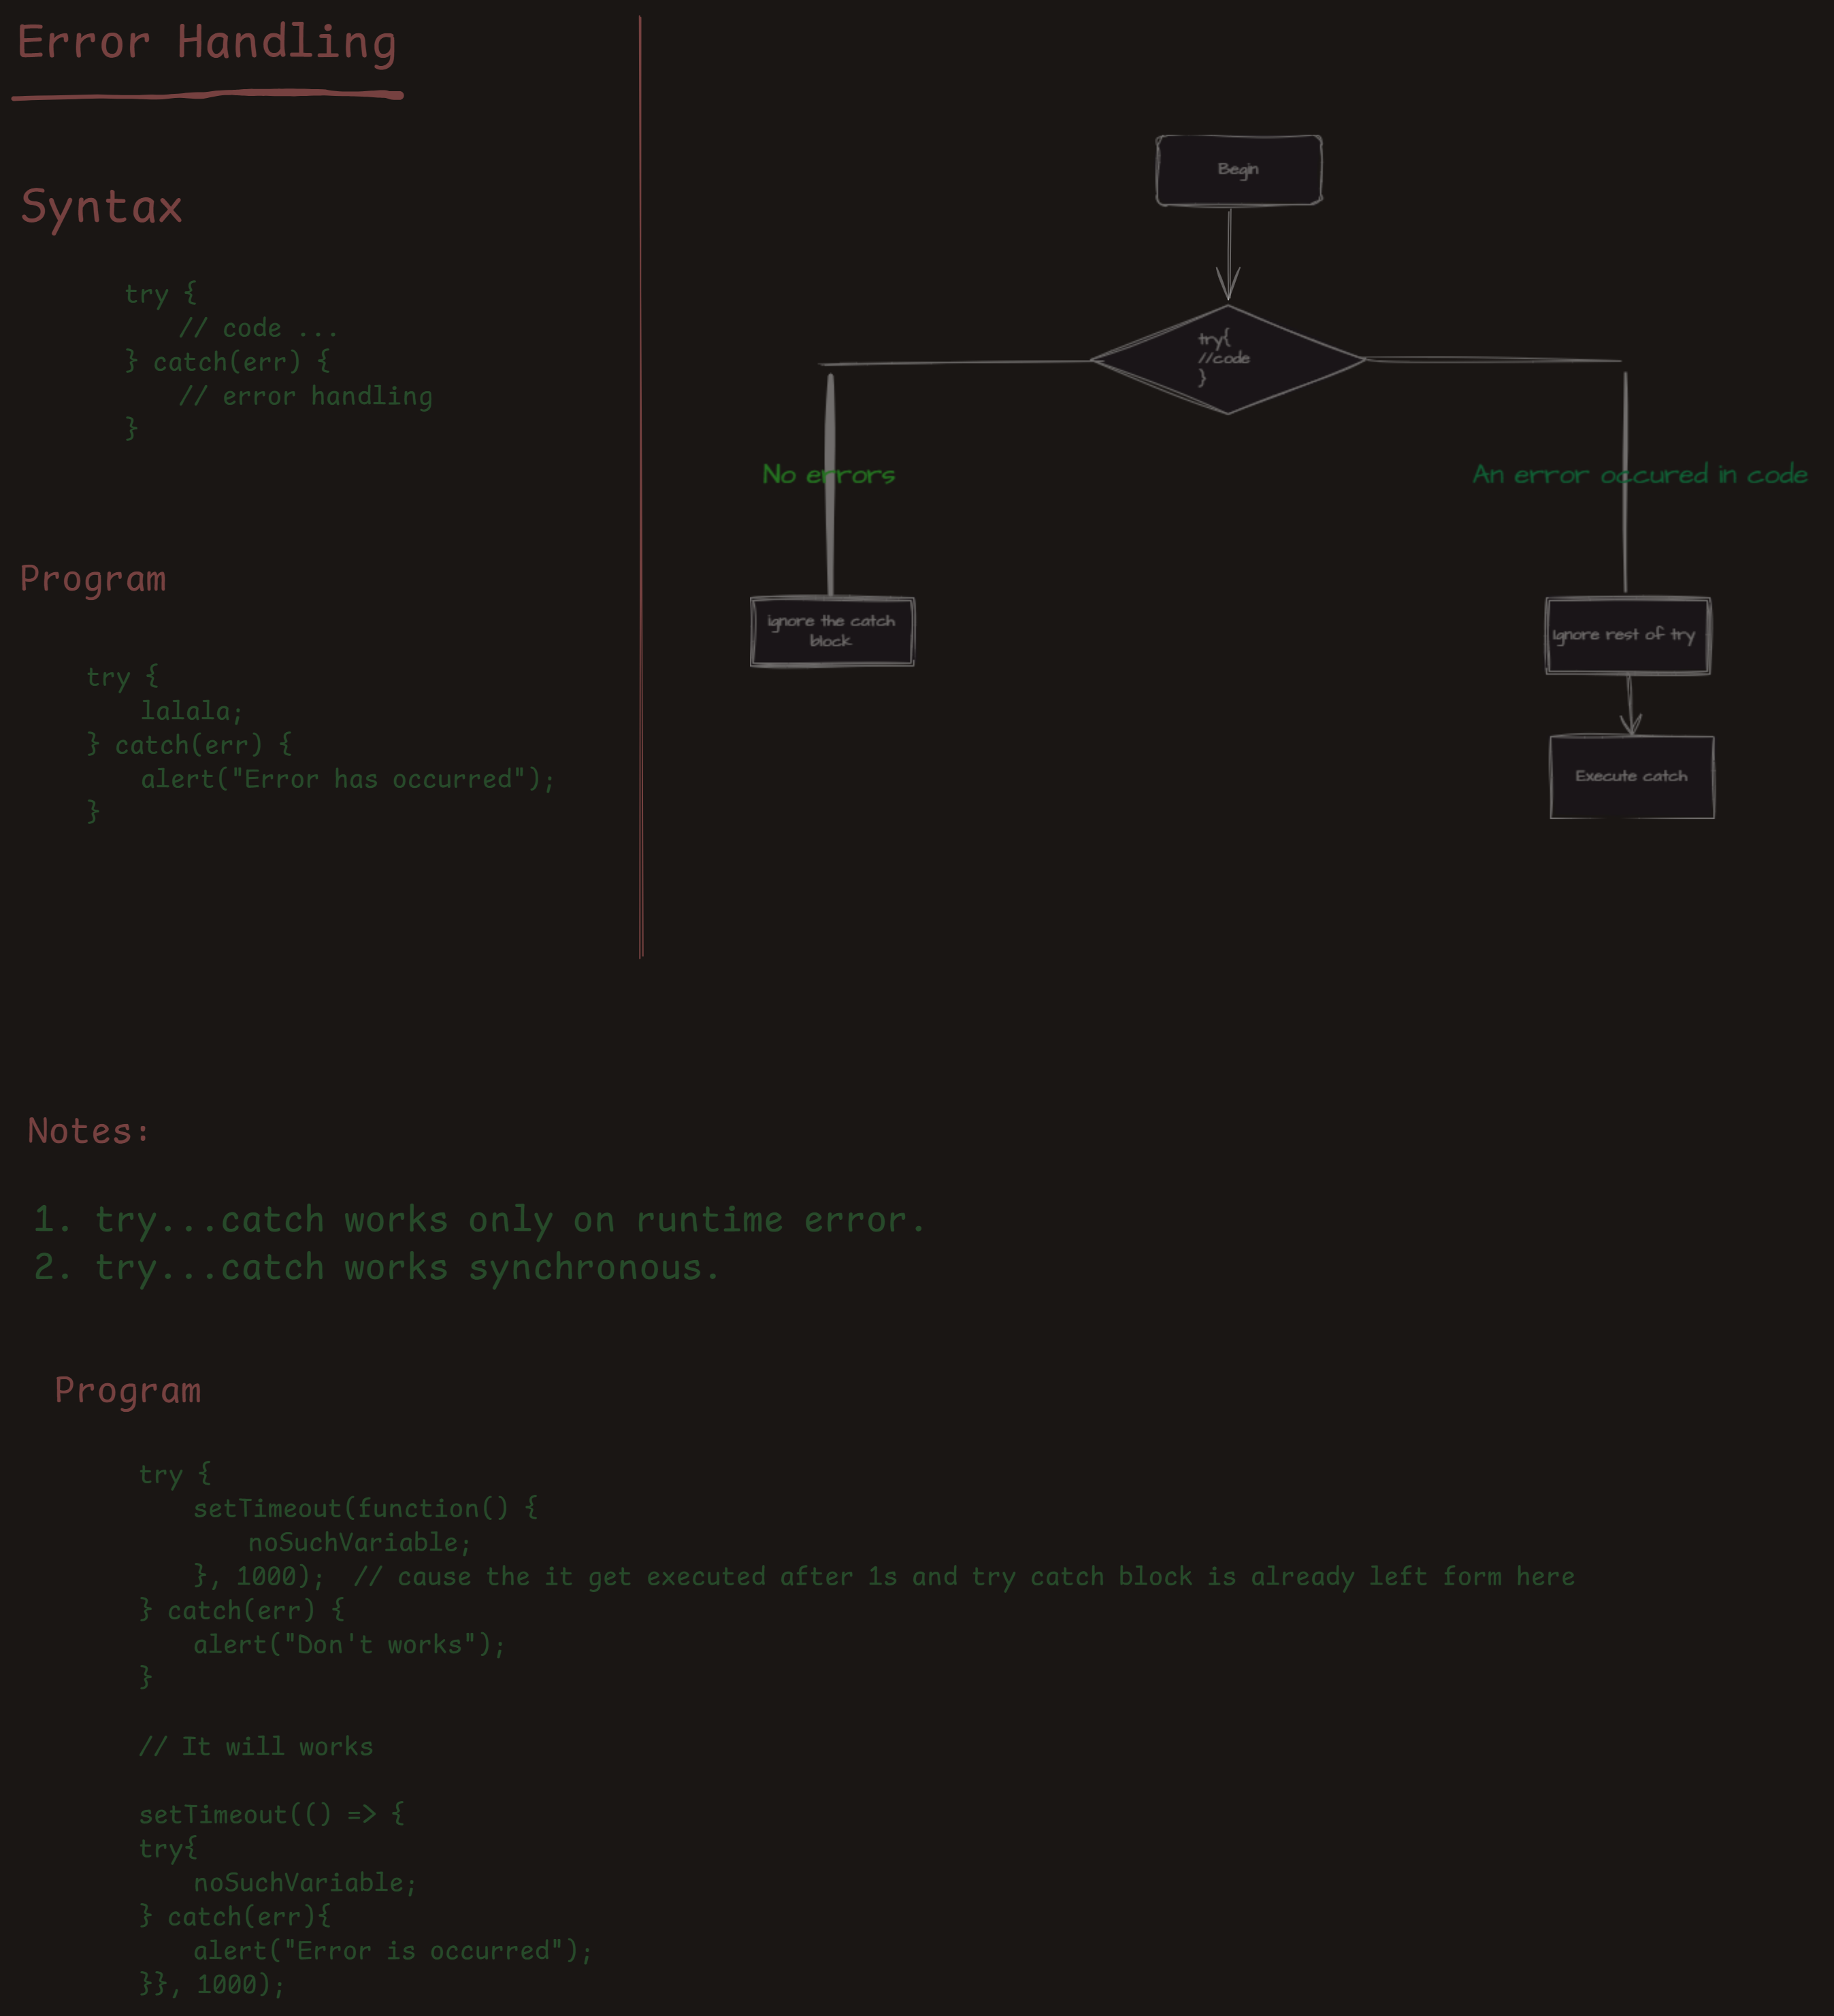 Error Handling
Syntax
try {
// code ...
} catch(err) {
// error handling
}
Program
try {
lalala;
} catch(err) {
alert("Error has occurred");
}
Begin
try{
//code
}
No errors
An error occured in code
ignore the catch
block
Ignore rest of try
Execute catch
Notes:
1. try...catch works only on runtime error.
2. try...catch works synchronous.
Program
try {
setTimeout(function() {
noSuchVariable;
}, 1000);  // cause the it get executed after 1s and try catch block is already left form here
} catch(err) {
alert("Don't works");
}
// It will works
setTimeout(() => {
try{
noSuchVariable;
} catch(err){
alert("Error is occurred");
}}, 1000);